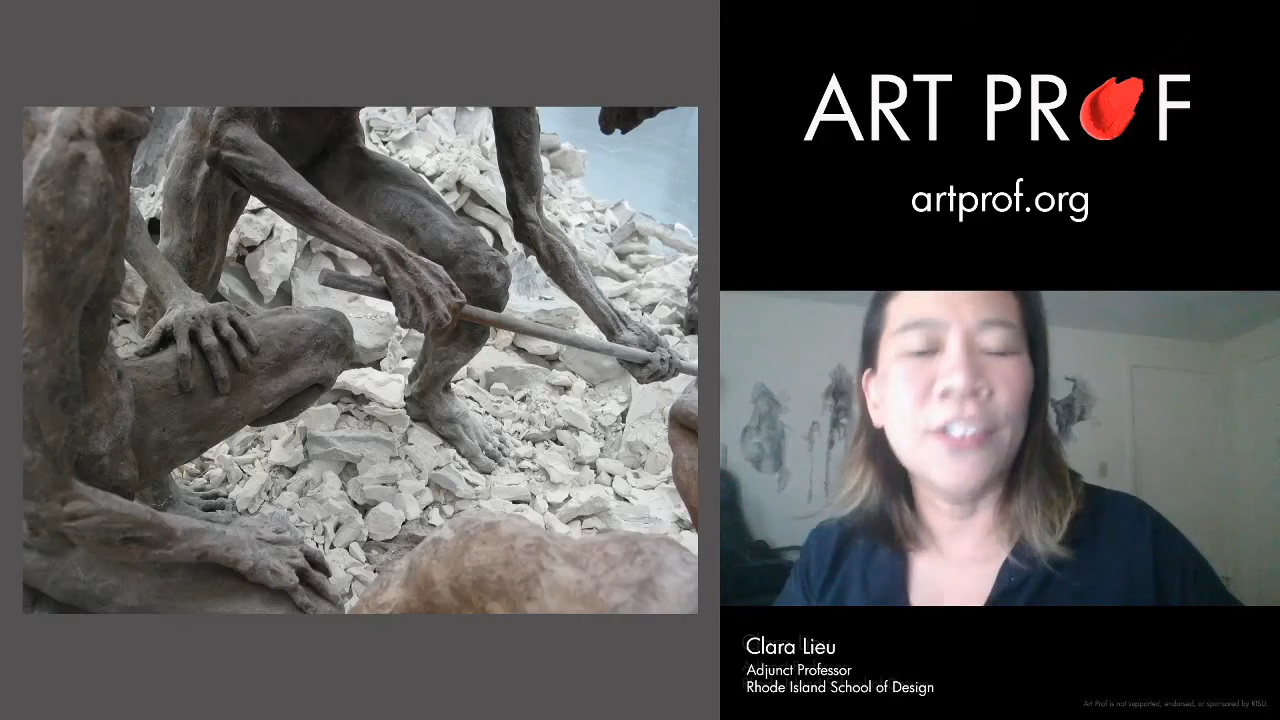 ART PROF
artprof.org
Clara Lieu
Adjunct Professor
Rhode Island School of Design
Art Prof is not supported, endorsed, or sponsored by RISD.